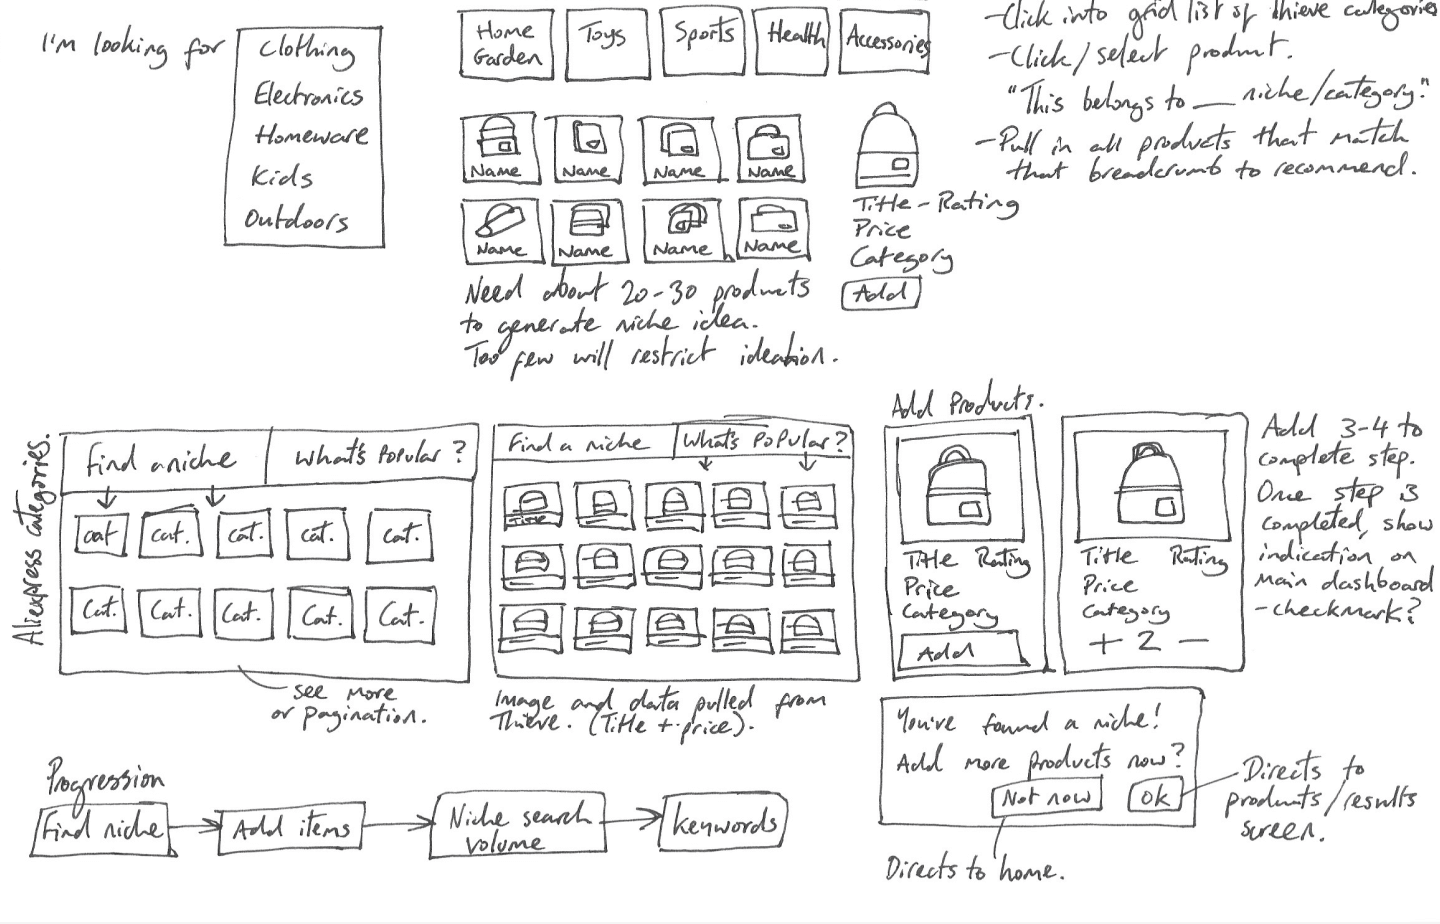 I'm looking for
Clothing
Electronics
Homeware
Kids
Outdoors
Home
Garden
Toys
Sports
Health
Accessories
Name Name Name Name
Name Name Name Name
Need about 20-30 products
to generate niche idea.
Too few will restrict ideation.
Title - Rating
Price
Category
Add
-Click into grid list of thieve categories
-Click/select product.
"This belongs to ___ niche/category."
-Pull in all products that match
that breadcrumb to recommend.
Aliexpress categories.
find a niche
What's Popular?
cat cat. cat. cat. cat.
Cat. Cat. Cat. Cat. Cat.
see more
or pagination.
Find a niche
What's Popular?
Title
Image and data pulled from
Thieve. (Title + price).
Add Products.
Title Rating
Price
Category
Add
Title Rating
Price
Category
+ 2 -
Add 3-4 to
complete step.
Once step is
completed, show
indication on
main dashboard
-checkmark?
You've found a niche!
Add more products now?
Not now
Ok
Directs to
products/results
screen.
Directs to home.
Progression
Find niche
Add items
Niche search
volume
keywords